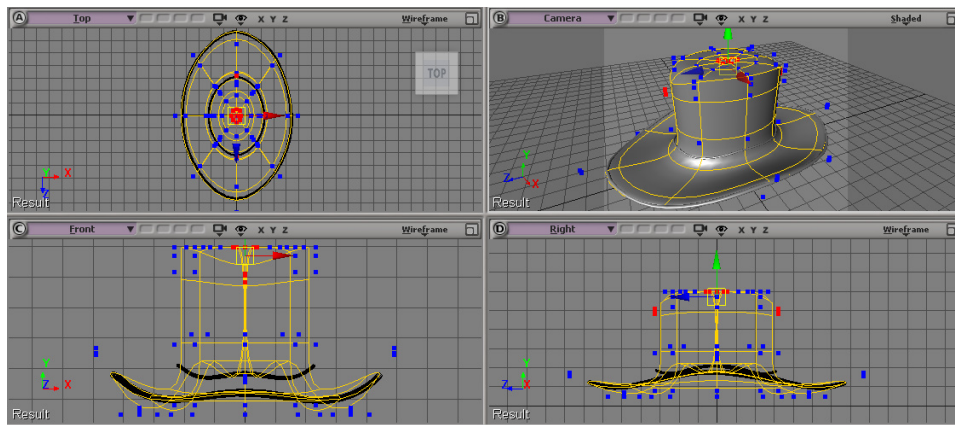 A Top X Y Z Wireframe
TOP
Y X Z
Result
B Camera X Y Z Shaded
Y Z X
Result
C Front X Y Z Wireframe
Y Z X
Result
D Right X Y Z Wireframe
Y Z X
Result